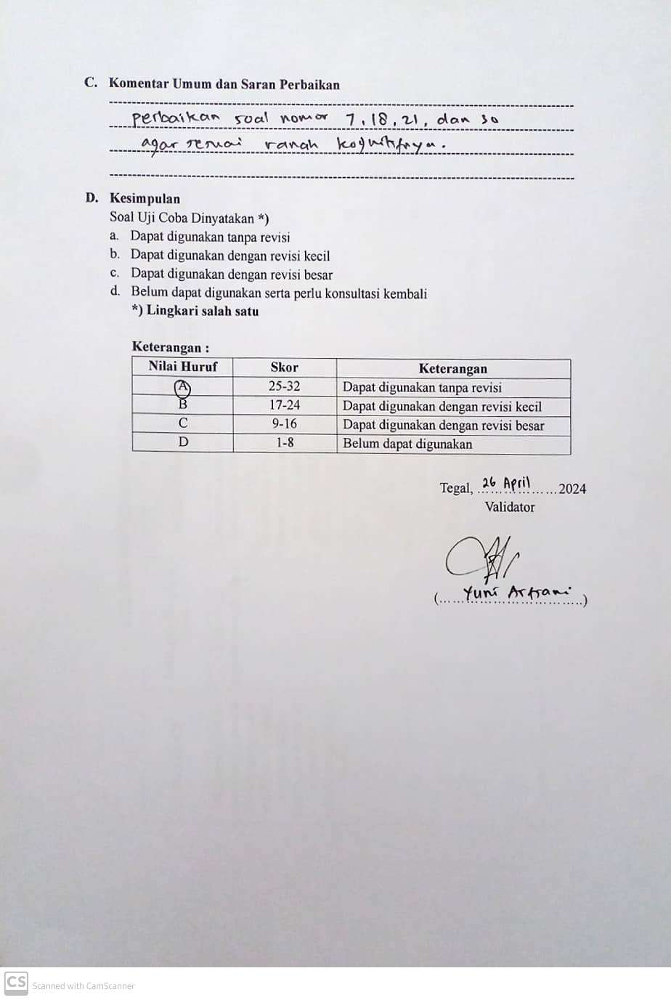 C. Komentar Umum dan Saran Perbaikan
perbaikan soal nomor 7, 18, 21, dan 30
agar sesuai ranah kognitifnya.
D. Kesimpulan
Soal Uji Coba Dinyatakan *)
a. Dapat digunakan tanpa revisi
b. Dapat digunakan dengan revisi kecil
c. Dapat digunakan dengan revisi besar
d. Belum dapat digunakan serta perlu konsultasi kembali
*) Lingkari salah satu
Keterangan :
Nilai Huruf Skor Keterangan
A 25-32 Dapat digunakan tanpa revisi
B 17-24 Dapat digunakan dengan revisi kecil
C 9-16 Dapat digunakan dengan revisi besar
D 1-8 Belum dapat digunakan
Tegal, 26 April 2024
Validator
(...... Yuni Arfiani ......)
CS Scanned with CamScanner